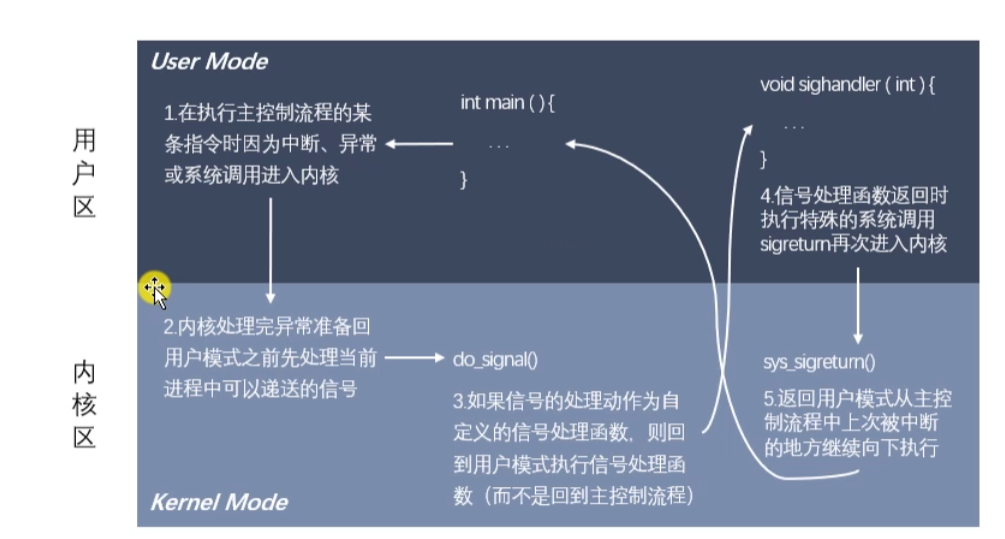 User Mode
1.在执行主控制流程的某
条指令时因为中断、异常
或系统调用进入内核
int main ( ) {
...
}
void sighandler ( int ) {
...
}
4.信号处理函数返回时
执行特殊的系统调用
sigreturn再次进入内核
用
户
区
2.内核处理完异常准备回
用户模式之前先处理当前
进程中可以递送的信号
do_signal()
3.如果信号的处理动作为自
定义的信号处理函数，则回
到用户模式执行信号处理函
数（而不是回到主控制流程）
sys_sigreturn()
5.返回用户模式从主控
制流程中上次被中断
的地方继续向下执行
内
核
区
Kernel Mode